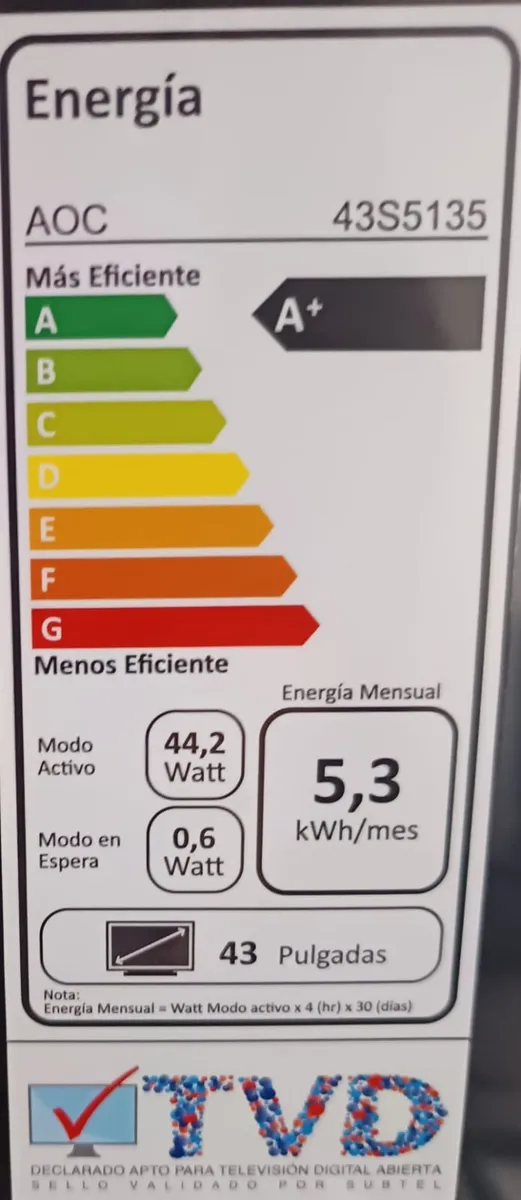 Energía
AOC 43S5135
Más Eficiente
A A+
B
C
D
E
F
G
Menos Eficiente
Energía Mensual
Modo
Activo
44,2
Watt
5,3
kWh/mes
Modo en
Espera
0,6
Watt
43 Pulgadas
Nota:
Energía Mensual = Watt Modo activo x 4 (hr) x 30 (días)
TVD
DECLARADO APTO PARA TELEVISIÓN DIGITAL ABIERTA
SELLO VALIDADO POR SUBTEL